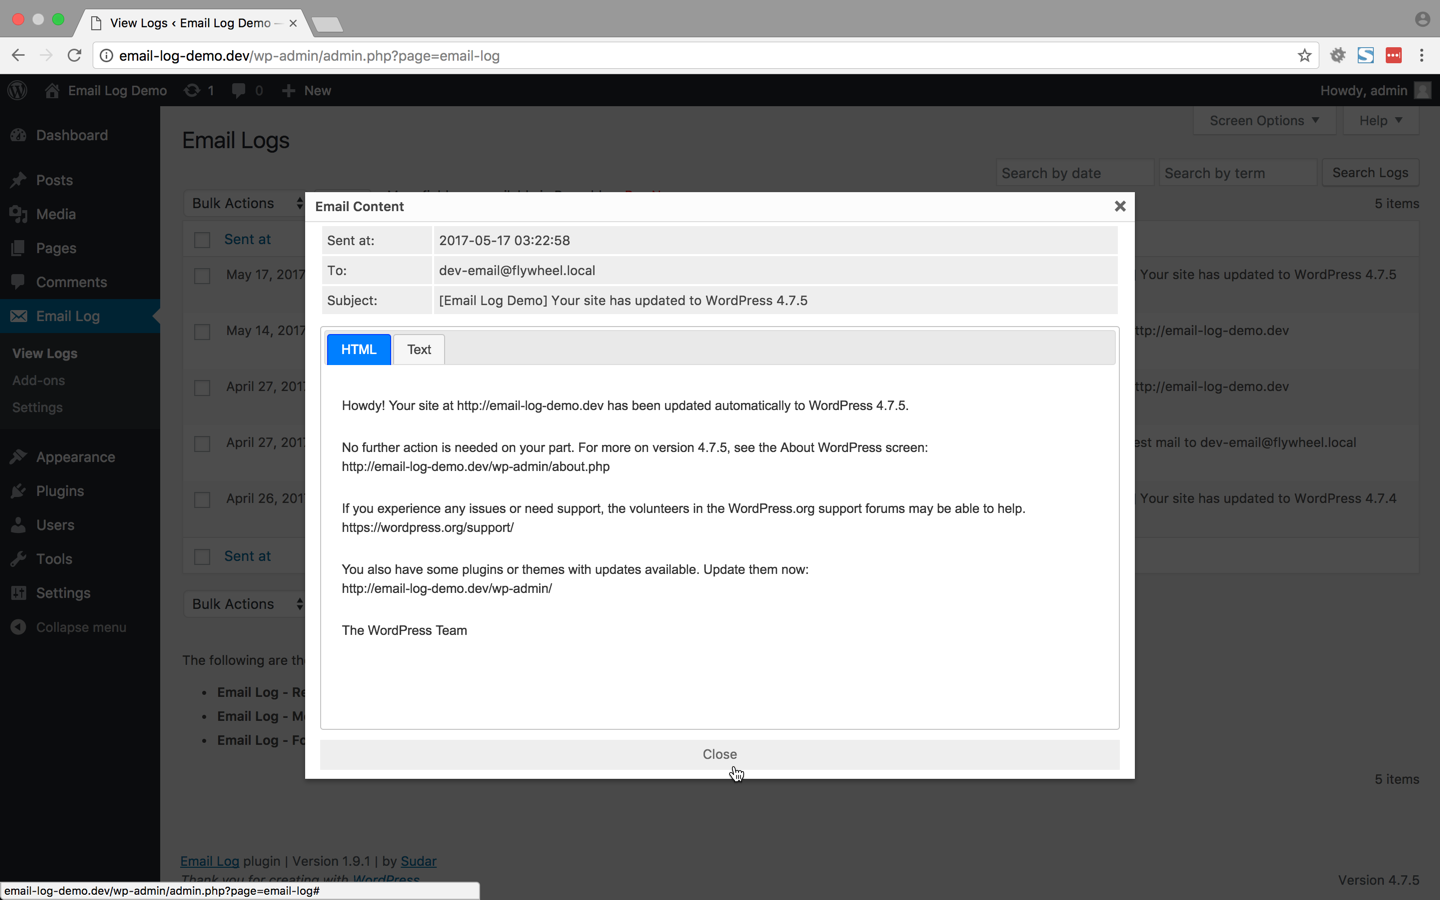 View Logs ‹ Email Log Demo —
email-log-demo.dev/wp-admin/admin.php?page=email-log
Email Log Demo 1 0 New Howdy, admin
Dashboard
Posts
Media
Pages
Comments
Email Log
View Logs
Add-ons
Settings
Appearance
Plugins
Users
Tools
Settings
Collapse menu
Email Logs
Screen Options Help
Search by date Search by term Search Logs
Bulk Actions
5 items
Sent at
May 17, 2017 Your site has updated to WordPress 4.7.5
May 14, 2017 ttp://email-log-demo.dev
April 27, 201 ttp://email-log-demo.dev
April 27, 201 est mail to dev-email@flywheel.local
April 26, 201 Your site has updated to WordPress 4.7.4
Sent at
Bulk Actions
The following are th
• Email Log - Re
• Email Log - M
• Email Log - Fo
5 items
Email Content
Sent at: 2017-05-17 03:22:58
To: dev-email@flywheel.local
Subject: [Email Log Demo] Your site has updated to WordPress 4.7.5
HTML Text
Howdy! Your site at http://email-log-demo.dev has been updated automatically to WordPress 4.7.5.
No further action is needed on your part. For more on version 4.7.5, see the About WordPress screen:
http://email-log-demo.dev/wp-admin/about.php
If you experience any issues or need support, the volunteers in the WordPress.org support forums may be able to help.
https://wordpress.org/support/
You also have some plugins or themes with updates available. Update them now:
http://email-log-demo.dev/wp-admin/
The WordPress Team
Close
Email Log plugin | Version 1.9.1 | by Sudar
Thank you for creating with WordPress
Version 4.7.5
email-log-demo.dev/wp-admin/admin.php?page=email-log#